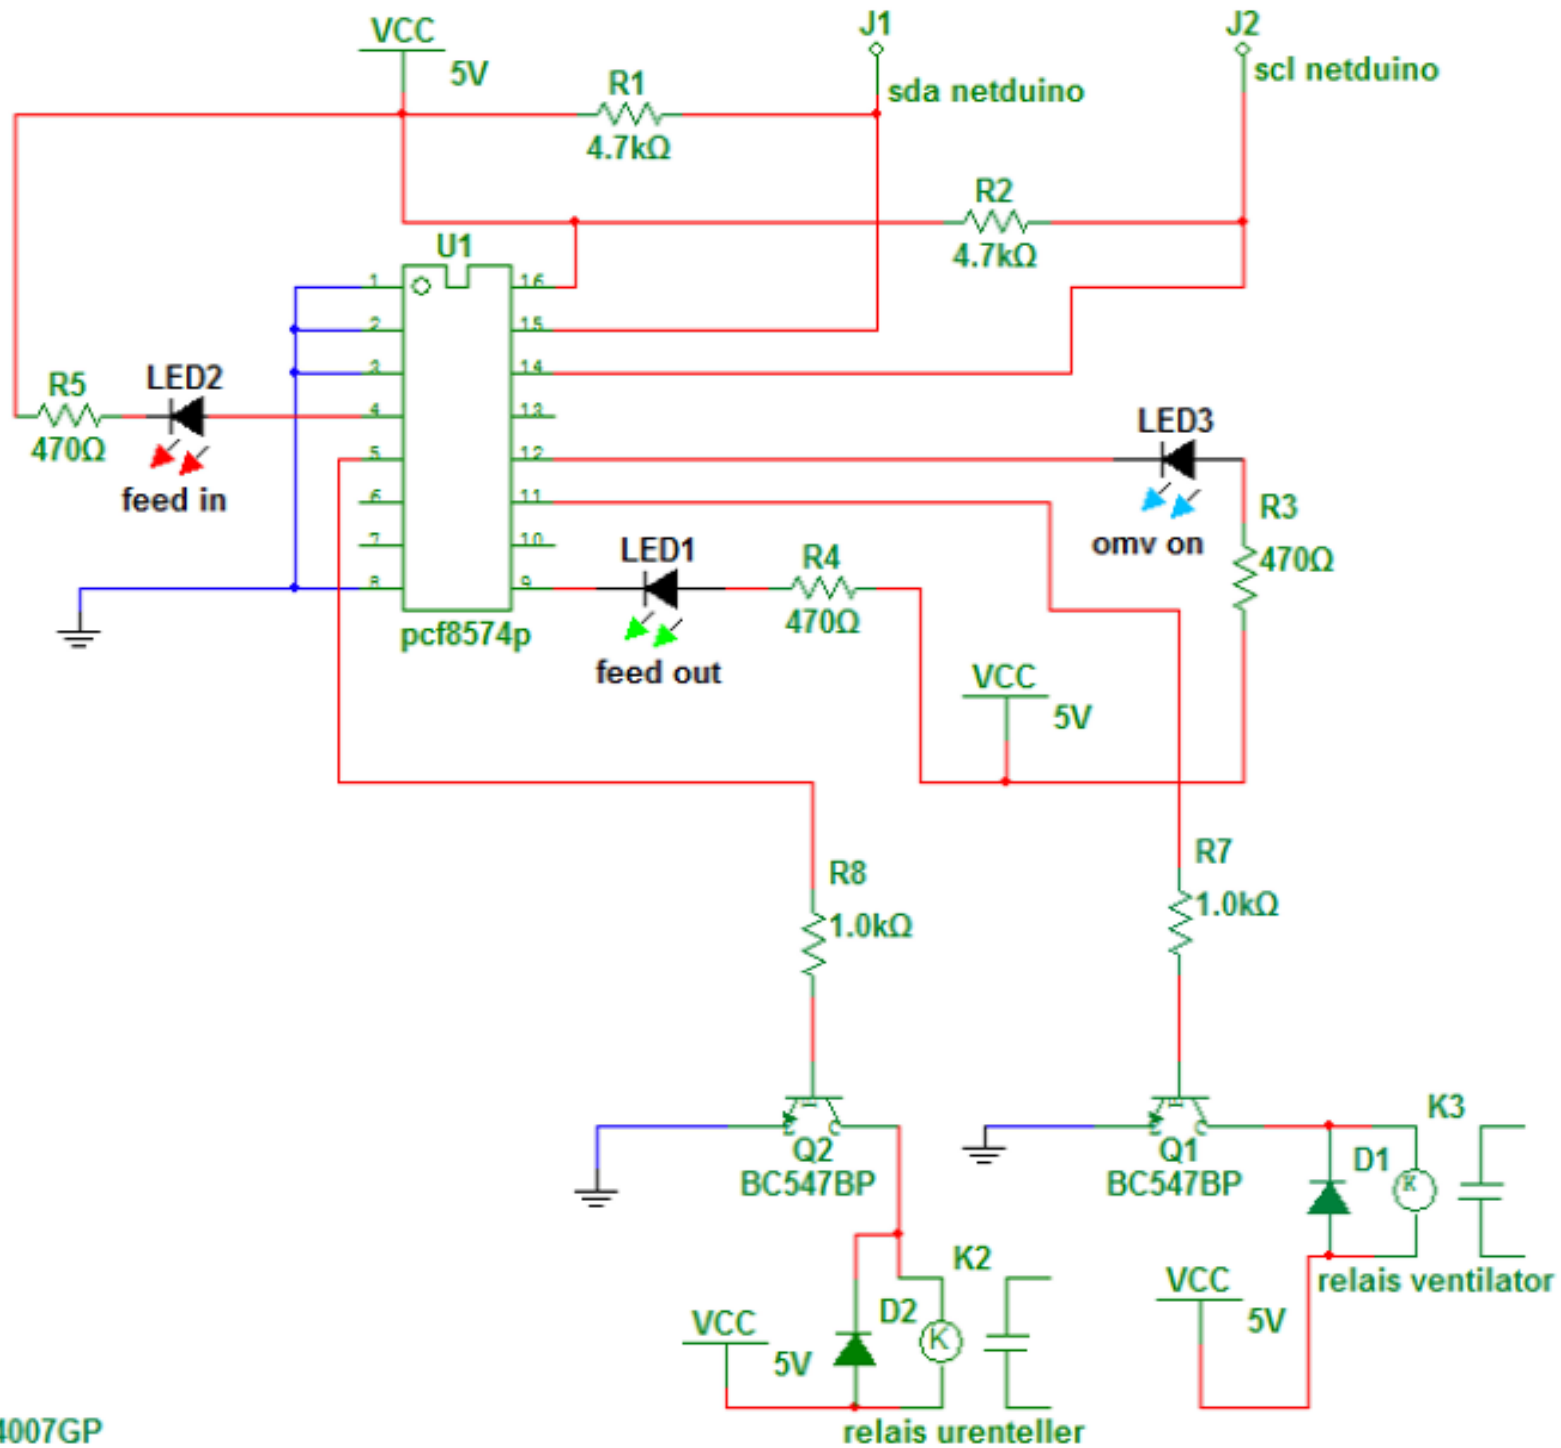 VCC
5V
J1
sda netduino
J2
scl netduino
R1
4.7kΩ
R2
4.7kΩ
U1
1
2
3
4
5
6
7
8
16
15
14
13
12
11
10
9
pcf8574p
R5
470Ω
LED2
feed in
LED3
omv on
R3
470Ω
LED1
feed out
R4
470Ω
VCC
5V
R8
1.0kΩ
R7
1.0kΩ
E
C
Q2
BC547BP
E
C
Q1
BC547BP
K3
D1
K
relais ventilator
VCC
5V
K2
D2
K
VCC
5V
relais urenteller
4007GP